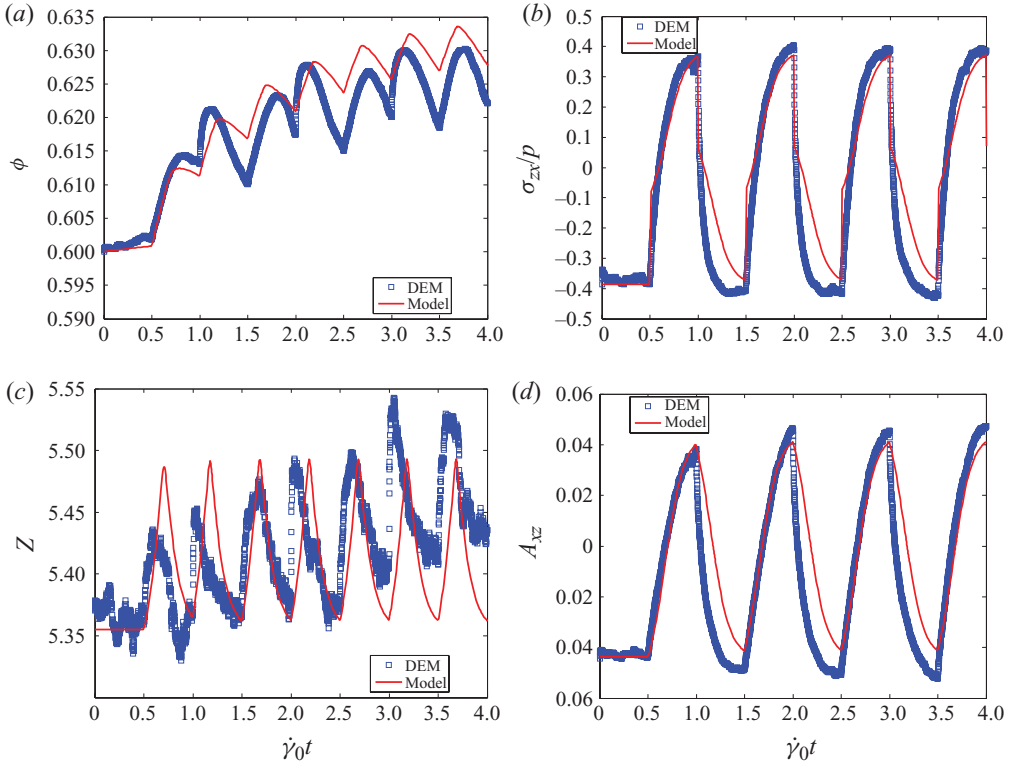 (a)
0.635
0.630
0.625
0.620
0.615
0.610
0.605
0.600
0.595
0.590
ϕ
DEM
Model
0 0.5 1.0 1.5 2.0 2.5 3.0 3.5 4.0
(b)
0.5
0.4
0.3
0.2
0.1
0
−0.1
−0.2
−0.3
−0.4
−0.5
σzx/p
DEM
Model
0 0.5 1.0 1.5 2.0 2.5 3.0 3.5 4.0
(c)
5.55
5.50
5.45
5.40
5.35
Z
DEM
Model
0 0.5 1.0 1.5 2.0 2.5 3.0 3.5 4.0
γ̇0t
(d)
0.06
0.04
0.02
0
0.02
0.04
0.06
Axz
DEM
Model
0 0.5 1.0 1.5 2.0 2.5 3.0 3.5 4.0
γ̇0t